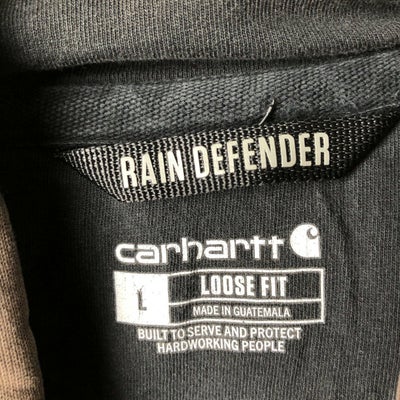 RAIN DEFENDER
carhartt
L LOOSE FIT
MADE IN GUATEMALA
BUILT TO SERVE AND PROTECT
HARDWORKING PEOPLE